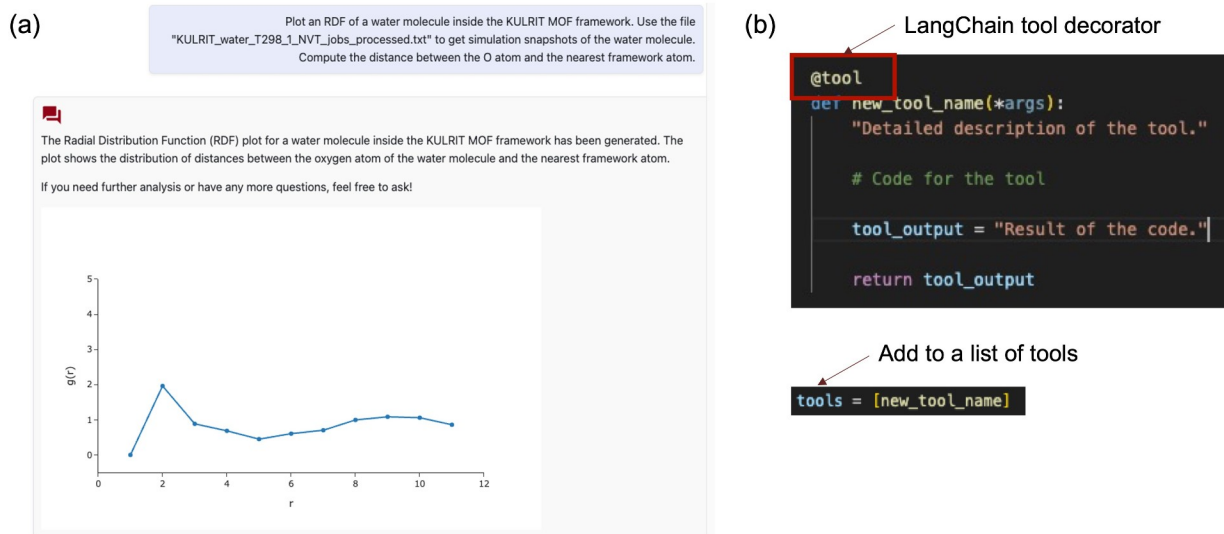 (a)
Plot an RDF of a water molecule inside the KULRIT MOF framework. Use the file
"KULRIT_water_T298_1_NVT_jobs_processed.txt" to get simulation snapshots of the water molecule.
Compute the distance between the O atom and the nearest framework atom.
The Radial Distribution Function (RDF) plot for a water molecule inside the KULRIT MOF framework has been generated. The
plot shows the distribution of distances between the oxygen atom of the water molecule and the nearest framework atom.
If you need further analysis or have any more questions, feel free to ask!
5
4
3
2
1
0
g(r)
0 2 4 6 8 10 12
r
(b)
LangChain tool decorator
@tool
def new_tool_name(*args):
"Detailed description of the tool."
# Code for the tool
tool_output = "Result of the code."
return tool_output
Add to a list of tools
tools = [new_tool_name]